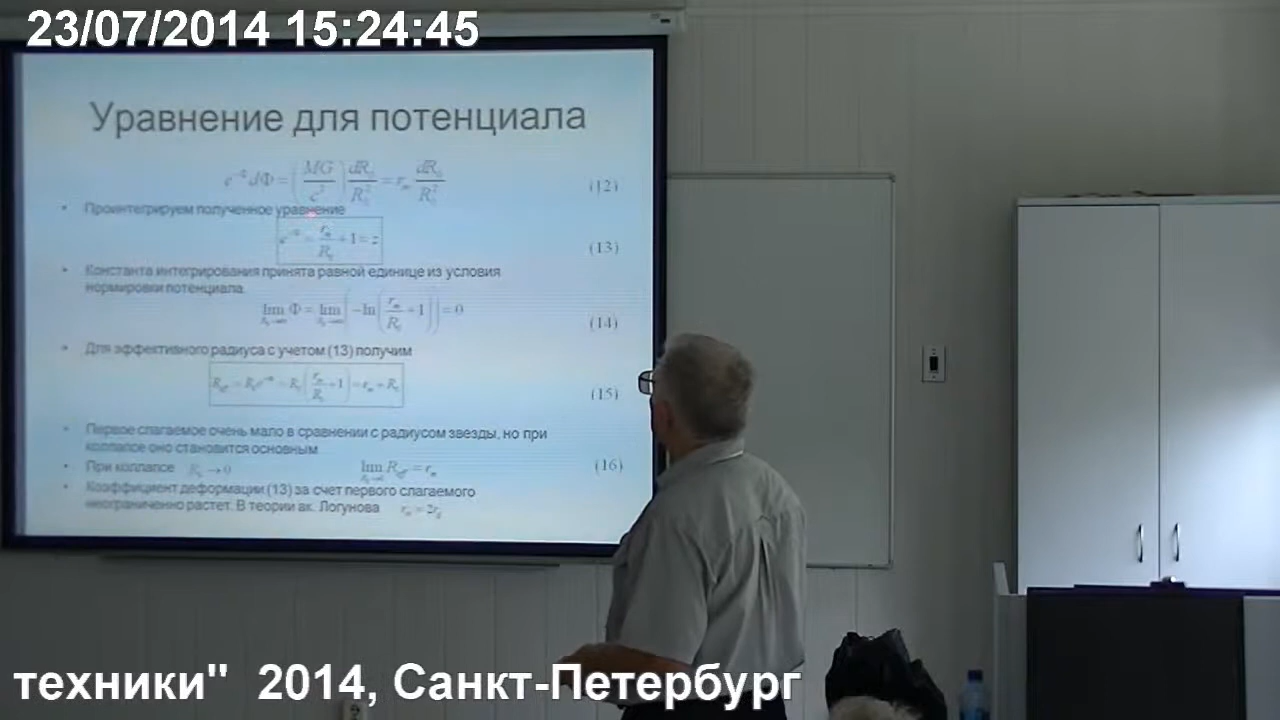 23/07/2014 15:24:45
Уравнение для потенциала
(12)
• Проинтегрируем полученное уравнение
(13)
• Константа интегрирования принята равной единице из условия
нормировки потенциала
(14)
• Для эффективного радиуса с учетом (13) получим
(15)
• Первое слагаемое очень мало в сравнении с радиусом звезды, но при
коллапсе оно становится основным
• При коллапсе
(16)
• Коэффициент деформации (13) за счет первого слагаемого
неограниченно растет. В теории ак. Логунова
техники" 2014, Санкт-Петербург